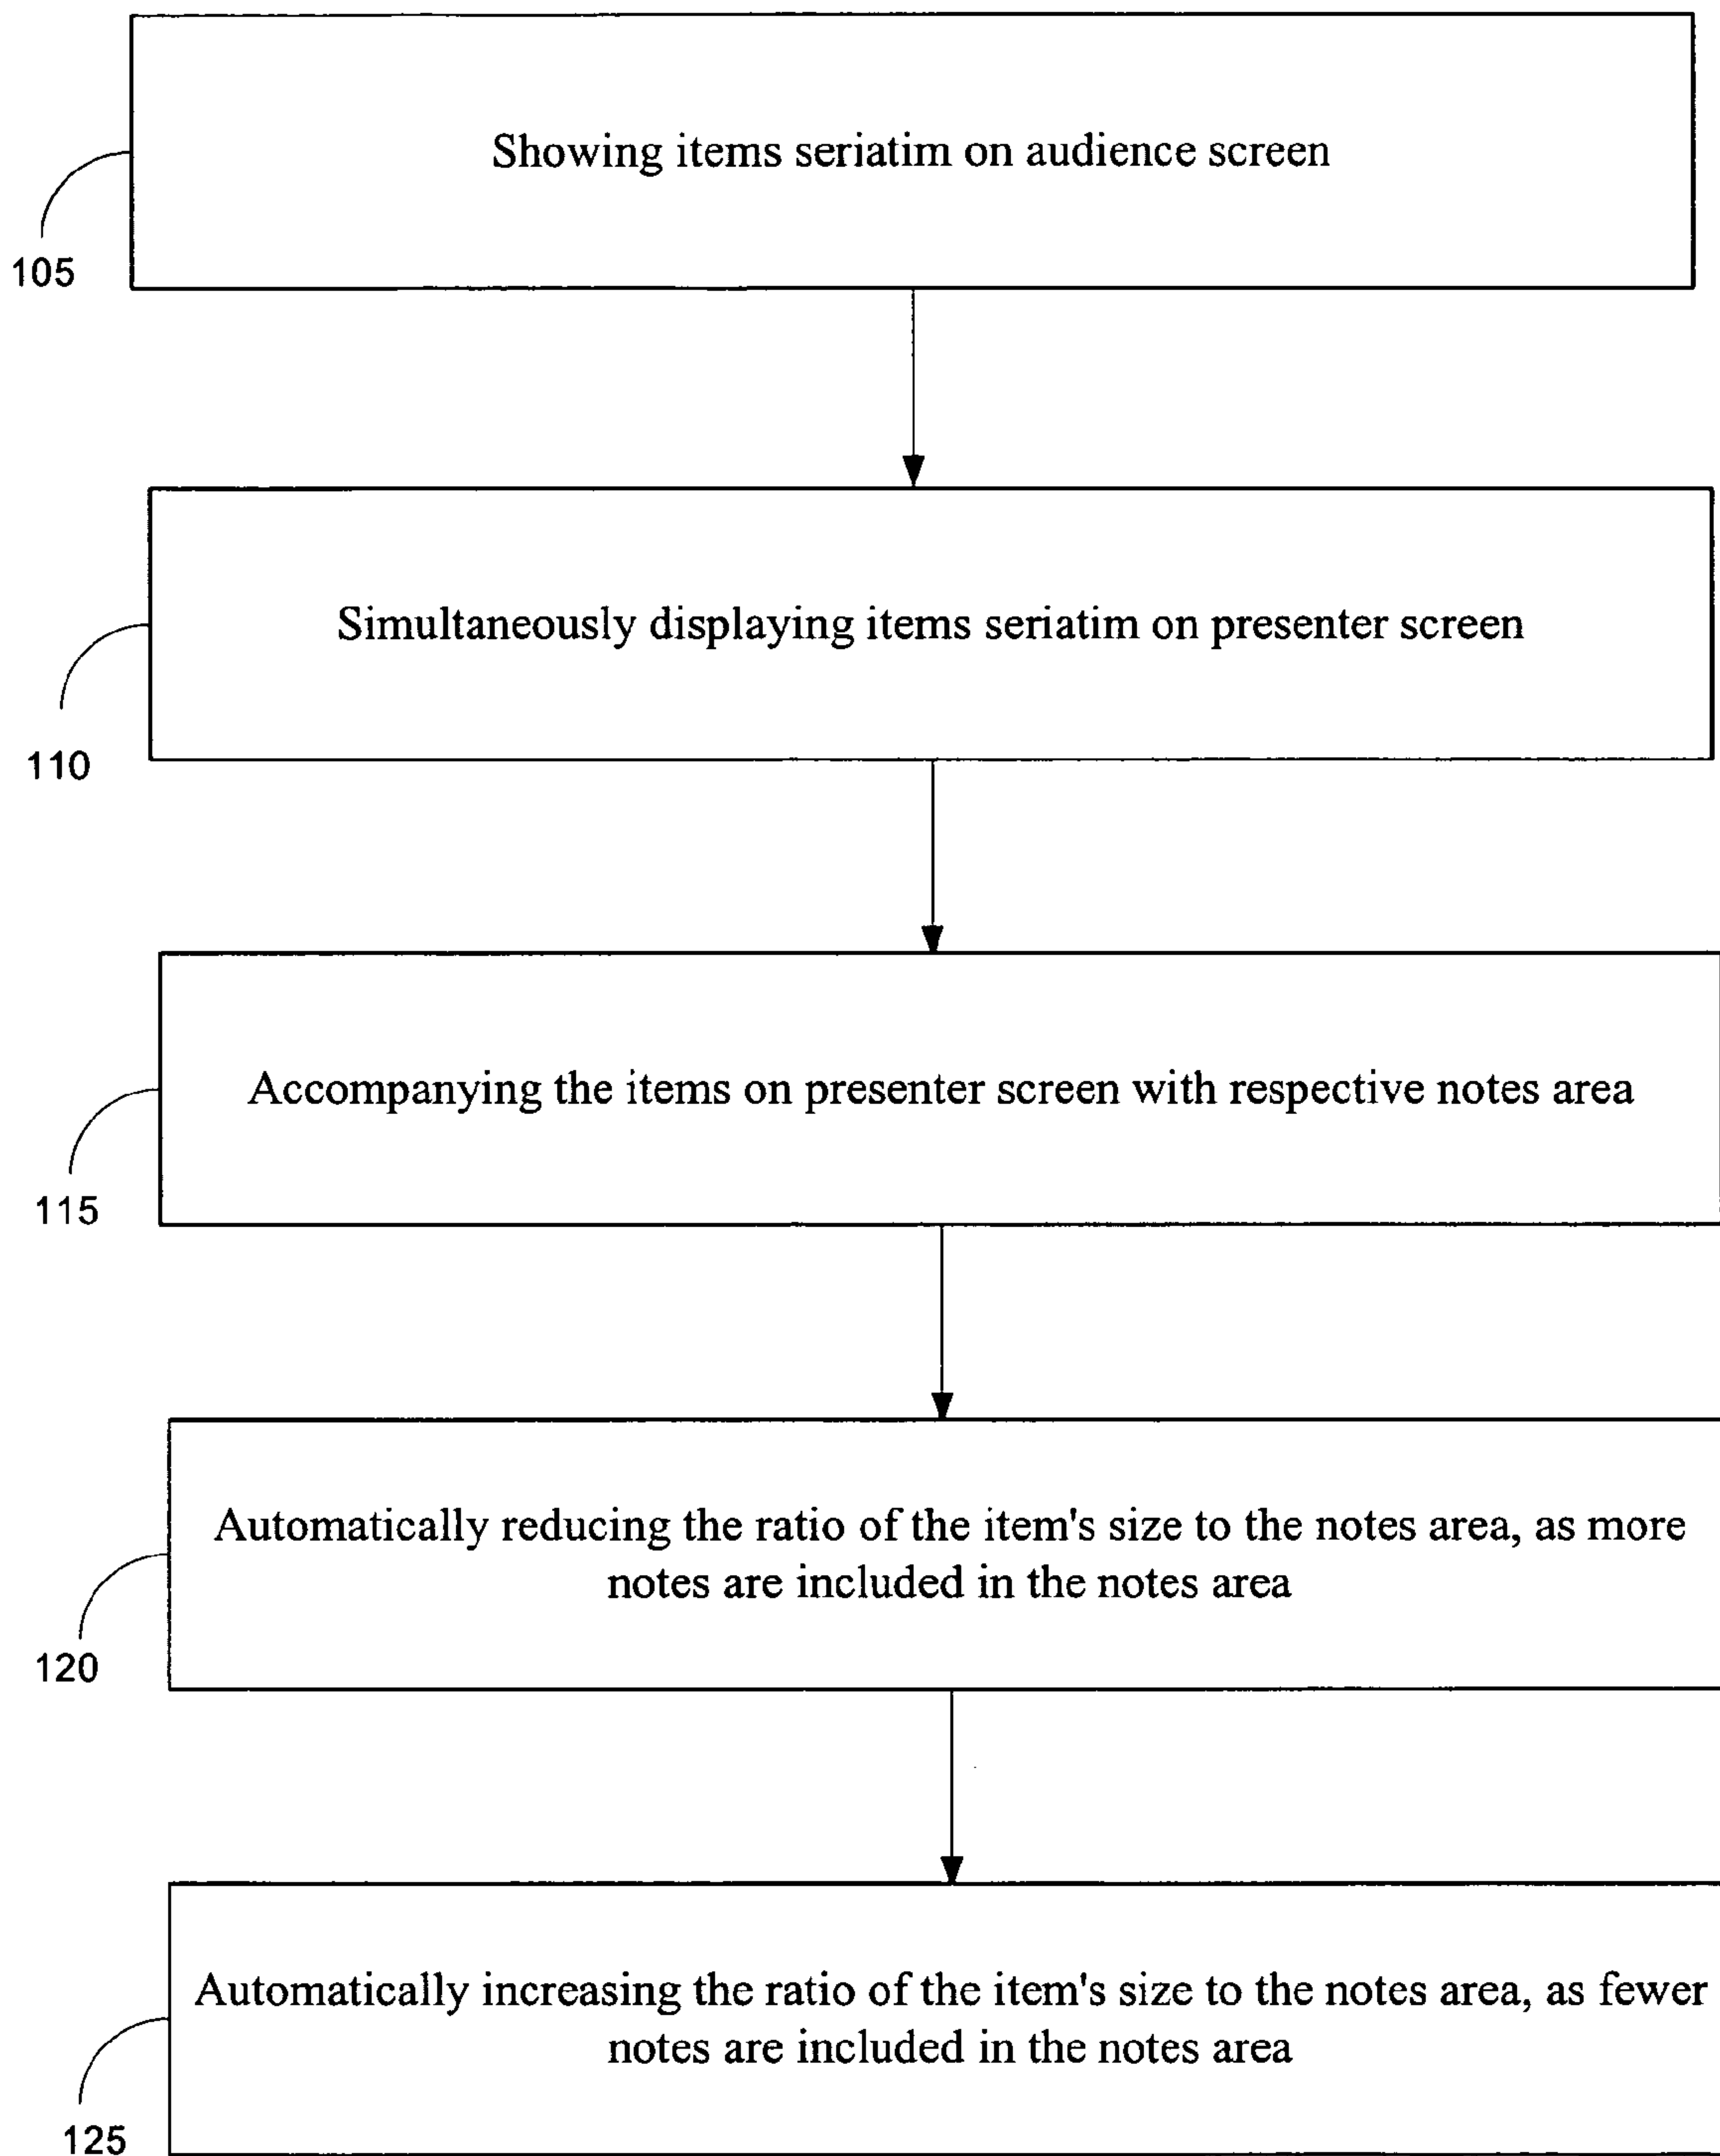 Showing items seriatim on audience screen
105
Simultaneously displaying items seriatim on presenter screen
110
Accompanying the items on presenter screen with respective notes area
115
Automatically reducing the ratio of the item's size to the notes area, as more
notes are included in the notes area
120
Automatically increasing the ratio of the item's size to the notes area, as fewer
notes are included in the notes area
125